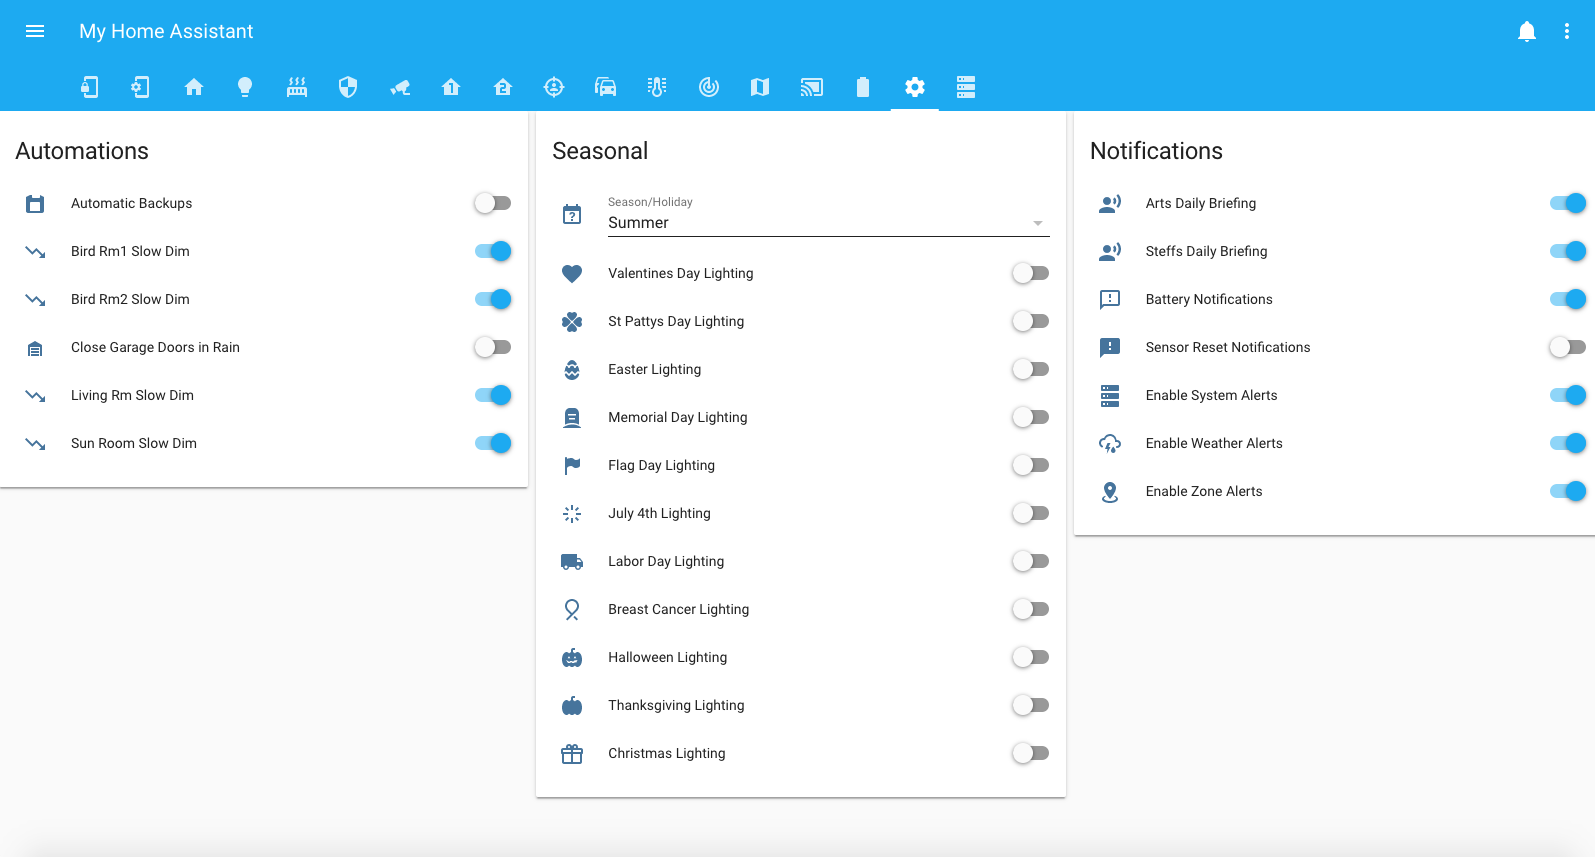 My Home Assistant
1
2
Automations
Automatic Backups
Bird Rm1 Slow Dim
Bird Rm2 Slow Dim
Close Garage Doors in Rain
Living Rm Slow Dim
Sun Room Slow Dim
Seasonal
?
Season/Holiday
Summer
Valentines Day Lighting
St Pattys Day Lighting
Easter Lighting
Memorial Day Lighting
Flag Day Lighting
July 4th Lighting
Labor Day Lighting
Breast Cancer Lighting
Halloween Lighting
Thanksgiving Lighting
Christmas Lighting
Notifications
Arts Daily Briefing
Steffs Daily Briefing
Battery Notifications
Sensor Reset Notifications
Enable System Alerts
Enable Weather Alerts
Enable Zone Alerts